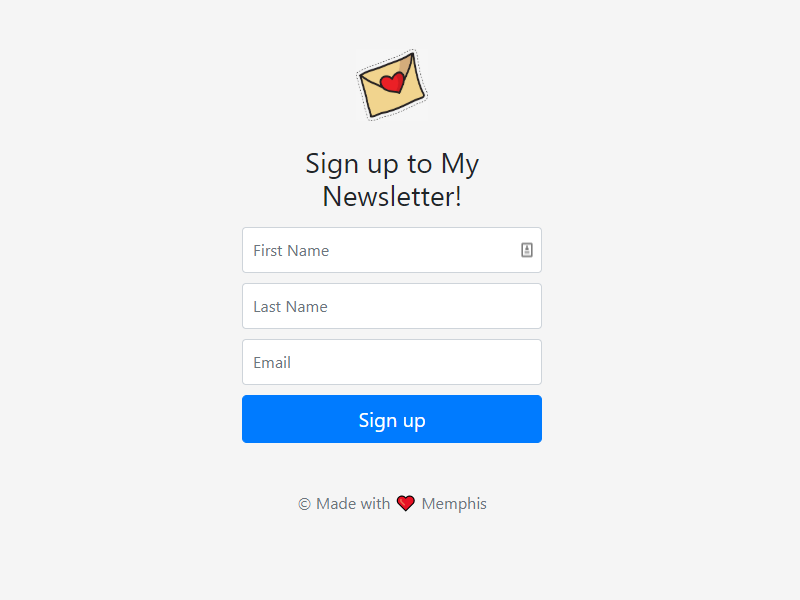 Sign up to My
Newsletter!
First Name
Last Name
Email
Sign up
© Made with ❤ Memphis